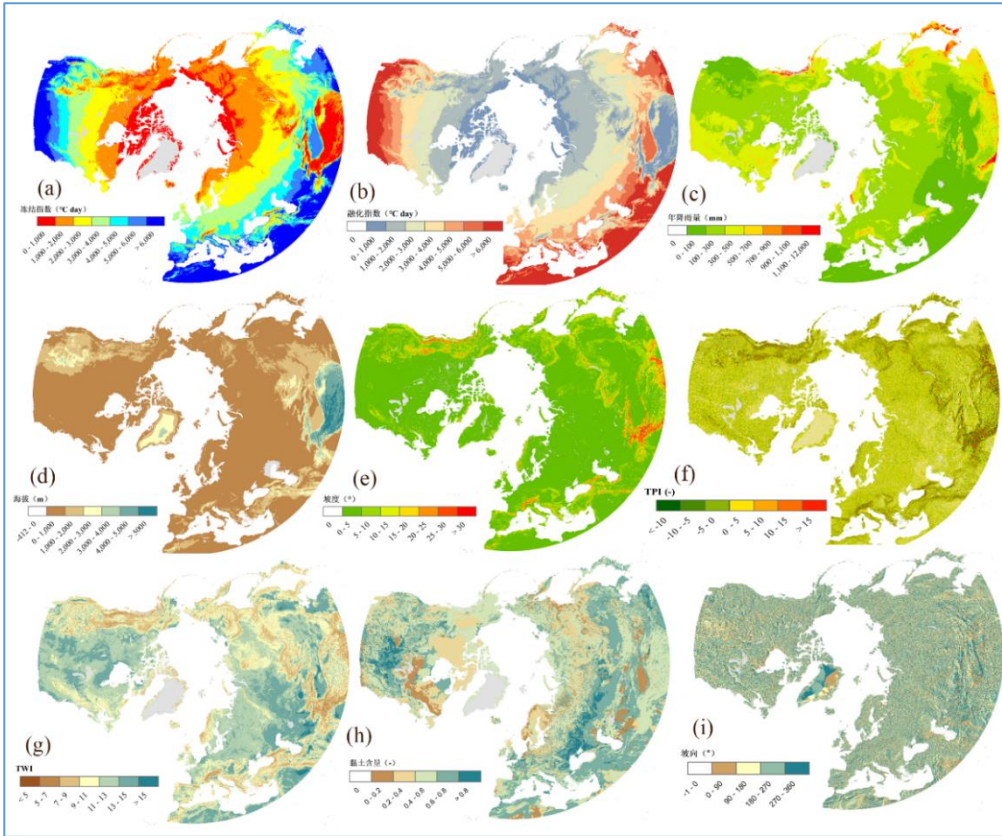 (a)
冻结指数（°C day）
0 - 1,000
1,000 - 2,000
2,000 - 3,000
3,000 - 4,000
4,000 - 5,000
5,000 - 6,000
> 6,000
(b)
融化指数（°C day）
0
0 - 1,000
1,000 - 2,000
2,000 - 3,000
3,000 - 4,000
4,000 - 5,000
5,000 - 6,000
> 6,000
(c)
年降雨量（mm）
0
0 - 100
100 - 300
300 - 500
500 - 700
700 - 900
900 - 1,100
1,100 - 12,000
(d)
海拔（m）
-412 - 0
0 - 1,000
1,000 - 2,000
2,000 - 3,000
3,000 - 4,000
4,000 - 5,000
> 5000
(e)
坡度（°）
0
0 - 5
5 - 10
10 - 15
15 - 20
20 - 25
25 - 30
> 30
(f)
TPI (-)
< -10
-10 - -5
-5 - 0
0 - 5
5 - 10
10 - 15
> 15
(g)
TWI
< 5
5 - 7
7 - 9
9 - 11
11 - 13
13 - 15
> 15
(h)
黏土含量（-）
0
0 - 0.2
0.2 - 0.4
0.4 - 0.6
0.6 - 0.8
> 0.8
(i)
坡向（°）
-1 - 0
0 - 90
90 - 180
180 - 270
270 - 360